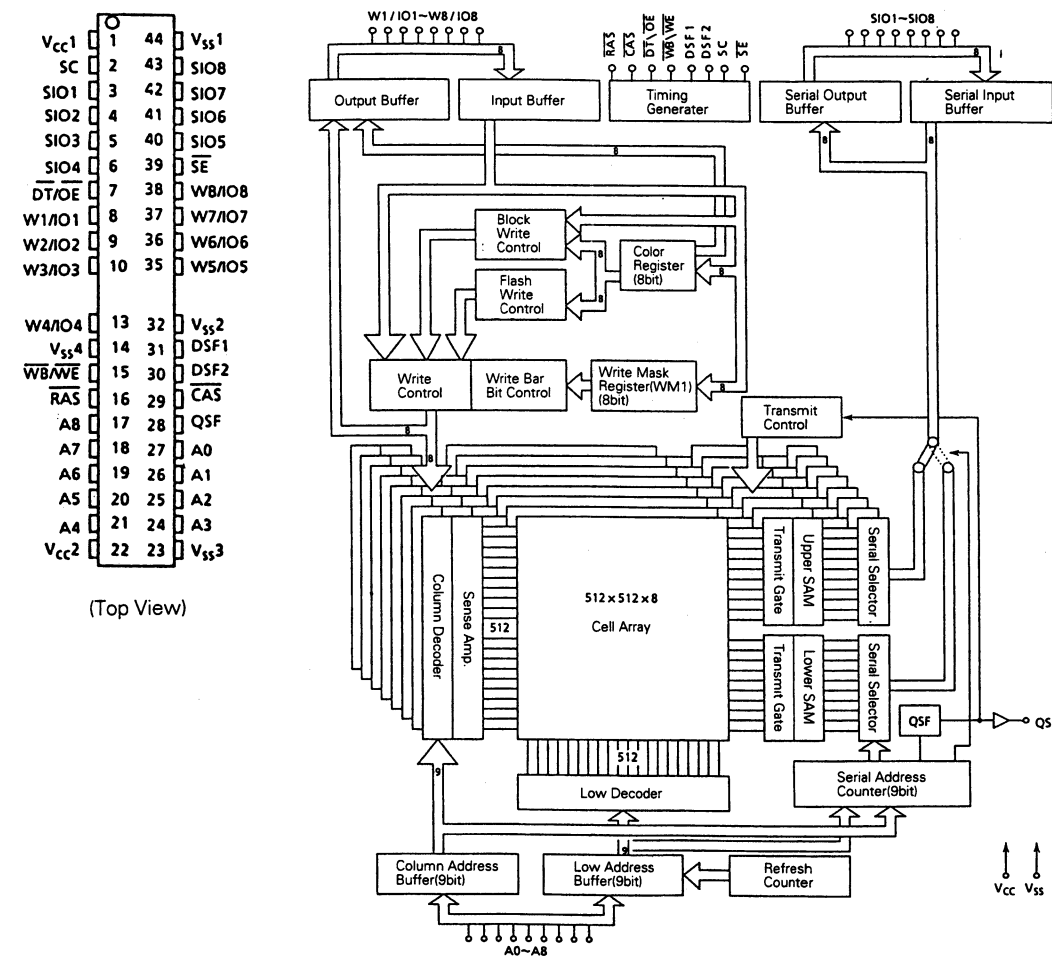 VCC1 1 44 VSS1
SC 2 43 SIO8
SIO1 3 42 SIO7
SIO2 4 41 SIO6
SIO3 5 40 SIO5
SIO4 6 39 SE
DT/OE 7 38 W8/IO8
W1/IO1 8 37 W7/IO7
W2/IO2 9 36 W6/IO6
W3/IO3 10 35 W5/IO5
W4/IO4 13 32 VSS2
VSS4 14 31 DSF1
WB/WE 15 30 DSF2
RAS 16 29 CAS
A8 17 28 QSF
A7 18 27 A0
A6 19 26 A1
A5 20 25 A2
A4 21 24 A3
VCC2 22 23 VSS3
(Top View)
W1/IO1~W8/IO8
8
RAS
CAS
DT\OE
WB\WE
DSF1
DSF2
SC
SE
SIO1~SIO8
8
Output Buffer
Input Buffer
Timing
Generater
Serial Output
Buffer
Serial Input
Buffer
8
8
8
Block
Write
Control
Color
Register
(8bit)
8
8
8
Flash
Write
Control
Write
Control
Write Bar
Bit Control
Write Mask
Register(WM1)
(8bit)
8
Transmit
Control
8
8
Column Decoder
Sense Amp.
512
512×512×8
Cell Array
Transmit Gate
Upper SAM
Serial Selector
Transmit Gate
Lower SAM
Serial Selector
QSF
QS
512
Low Decoder
Serial Address
Counter(9bit)
9
9
Column Address
Buffer(9bit)
Low Address
Buffer(9bit)
Refresh
Counter
VCC VSS
A0~A8